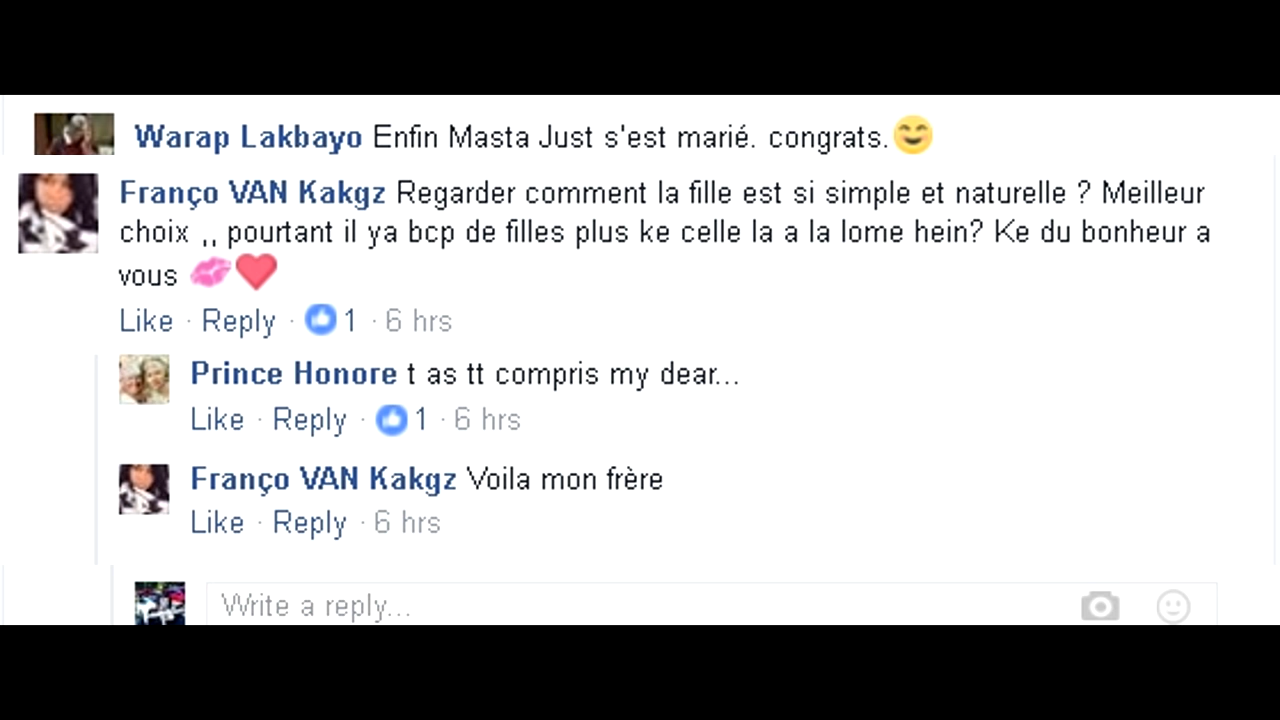 Warap Lakbayo Enfin Masta Just s'est marié. congrats.😊
Franço VAN Kakgz Regarder comment la fille est si simple et naturelle ? Meilleur
choix ,, pourtant il ya bcp de filles plus ke celle la a la lome hein? Ke du bonheur a
vous 💋❤
Like · Reply · 1 · 6 hrs
Prince Honore t as tt compris my dear...
Like · Reply · 1 · 6 hrs
Franço VAN Kakgz Voila mon frère
Like · Reply · 6 hrs
Write a reply...